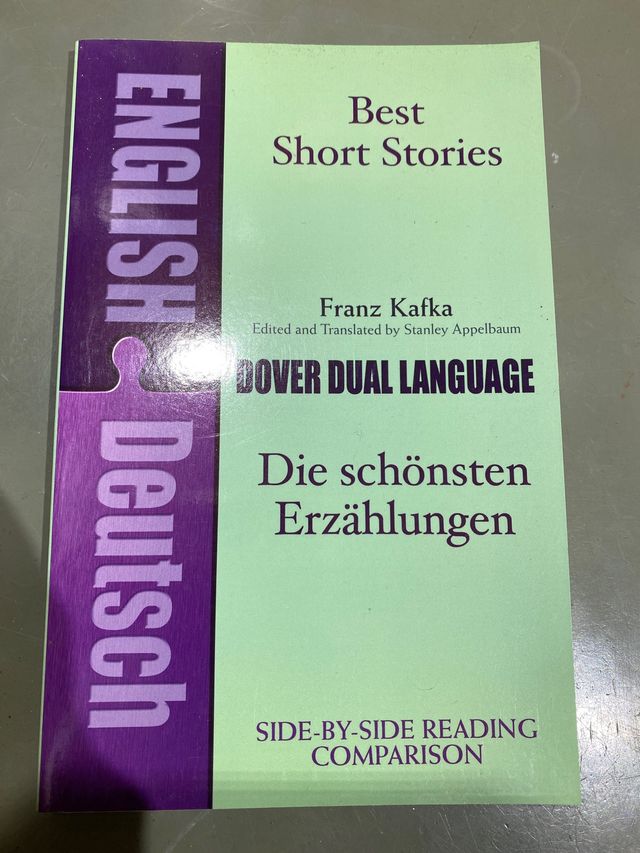 ENGLISH
Deutsch
Best
Short Stories
Franz Kafka
Edited and Translated by Stanley Appelbaum
DOVER DUAL LANGUAGE
Die schönsten
Erzählungen
SIDE-BY-SIDE READING
COMPARISON